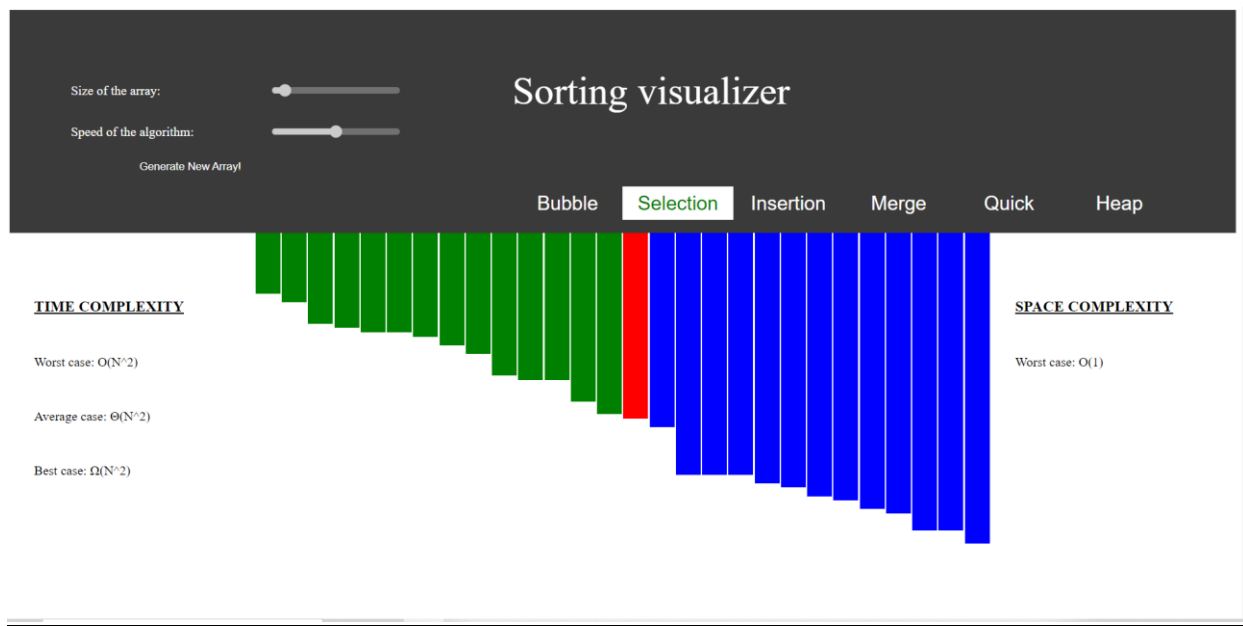 Size of the array:
Sorting visualizer
Speed of the algorithm:
Generate New Array!
Bubble
Selection
Insertion
Merge
Quick
Heap
TIME COMPLEXITY
Worst case: O(N^2)
Average case: Θ(N^2)
Best case: Ω(N^2)
SPACE COMPLEXITY
Worst case: O(1)